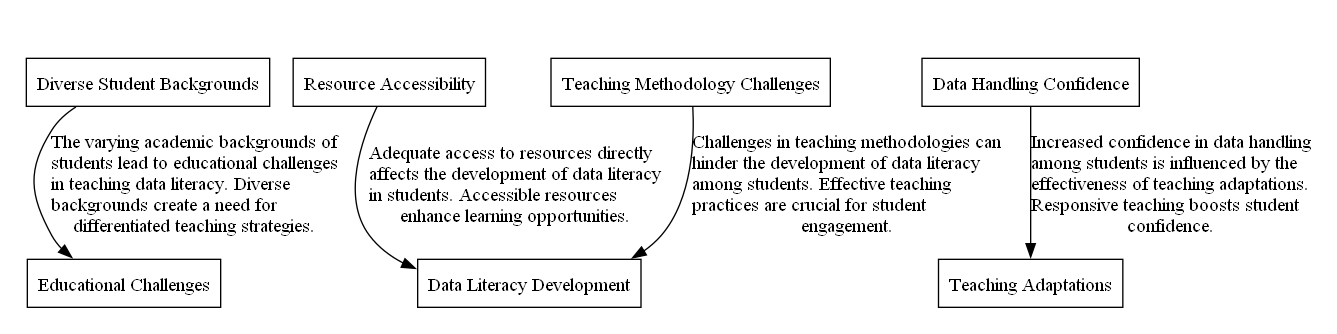 Diverse Student Backgrounds
Resource Accessibility
Teaching Methodology Challenges
Data Handling Confidence
The varying academic backgrounds of
students lead to educational challenges
in teaching data literacy. Diverse
backgrounds create a need for
differentiated teaching strategies.
Adequate access to resources directly
affects the development of data literacy
in students. Accessible resources
enhance learning opportunities.
Challenges in teaching methodologies can
hinder the development of data literacy
among students. Effective teaching
practices are crucial for student
engagement.
Increased confidence in data handling
among students is influenced by the
effectiveness of teaching adaptations.
Responsive teaching boosts student
confidence.
Educational Challenges
Data Literacy Development
Teaching Adaptations